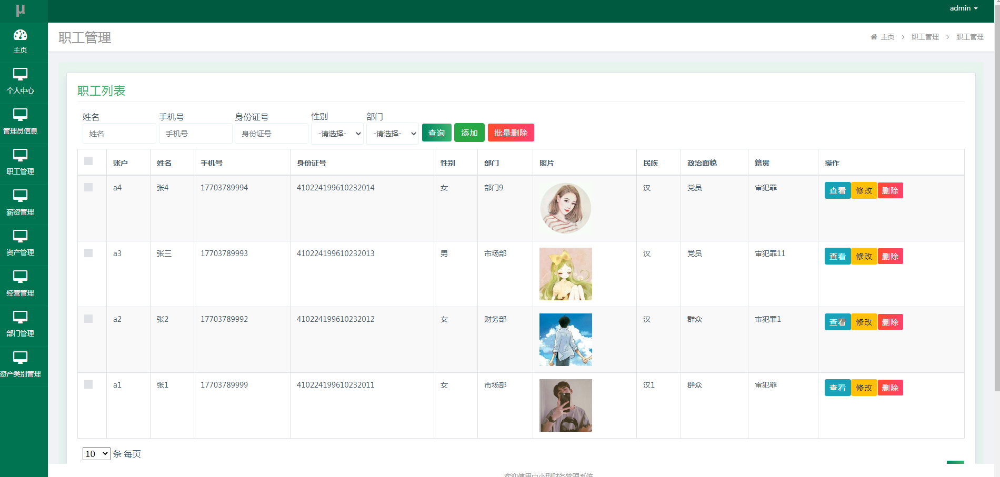 μ
admin
主页
个人中心
管理员信息
职工管理
薪资管理
资产管理
经营管理
部门管理
资产类别管理
职工管理
主页 > 职工管理 > 职工管理
职工列表
姓名 手机号 身份证号 性别 部门
姓名 手机号 身份证号 -请选择- -请选择- 查询 添加 批量删除
账户 姓名 手机号 身份证号 性别 部门 照片 民族 政治面貌 籍贯 操作
a4 张4 17703789994 410224199610232014 女 部门9 汉 党员 审犯罪 查看 修改 删除
a3 张三 17703789993 410224199610232013 男 市场部 汉 党员 审犯罪11 查看 修改 删除
a2 张2 17703789992 410224199610232012 女 财务部 汉 群众 审犯罪1 查看 修改 删除
a1 张1 17703789999 410224199610232011 女 市场部 汉1 群众 审犯罪 查看 修改 删除
10 条 每页
欢迎使用中小型财务管理系统